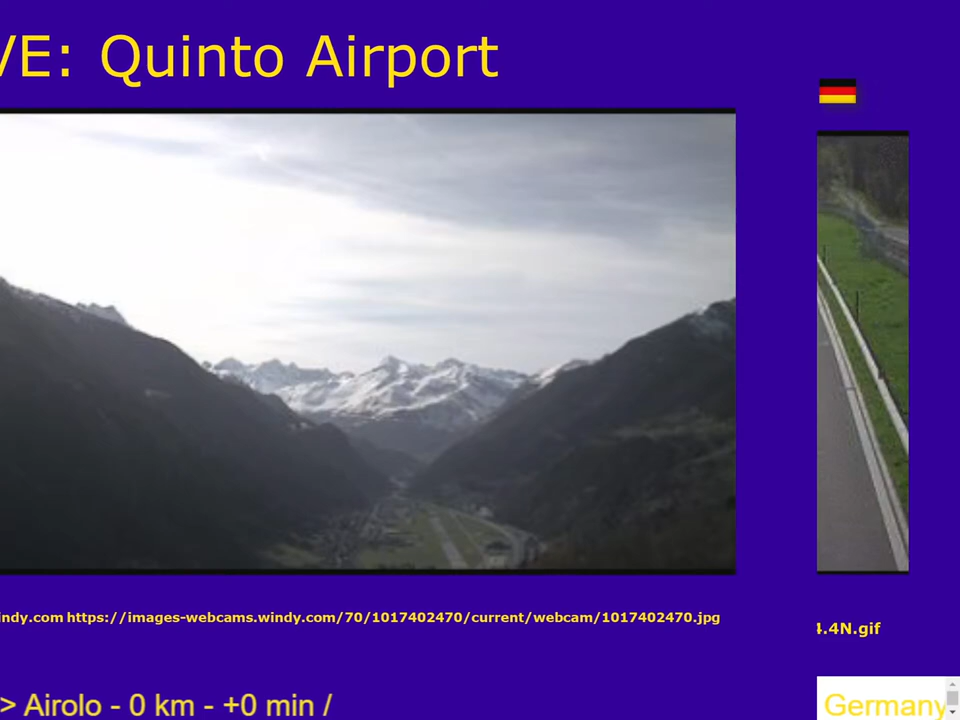 VE: Quinto Airport
indy.com https://images-webcams.windy.com/70/1017402470/current/webcam/1017402470.jpg
4.4N.gif
> Airolo - 0 km - +0 min /
Germany